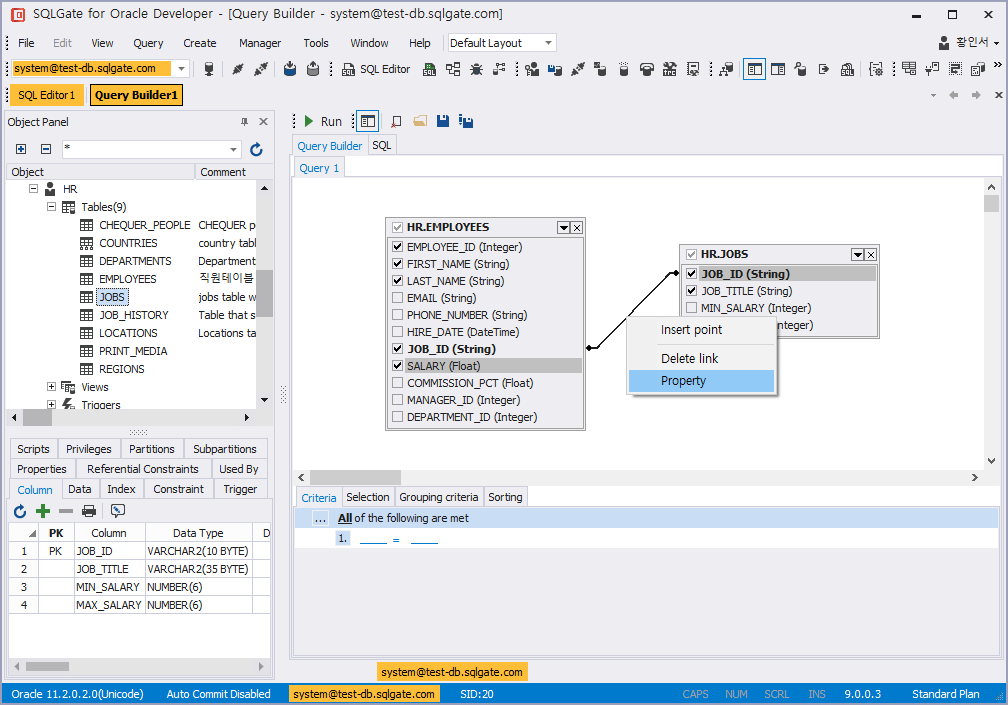 SQLGate for Oracle Developer - [Query Builder - system@test-db.sqlgate.com]
File Edit View Query Create Manager Tools Window Help Default Layout 황인서
system@test-db.sqlgate.com SQL Editor
SQL Editor1 Query Builder1
Object Panel
Run
*
Query Builder SQL
Object Comment
Query 1
HR
Tables(9)
CHEQUER_PEOPLE CHEQUER p
COUNTRIES country tabl
DEPARTMENTS Department
EMPLOYEES 직원테이블
JOBS jobs table w
JOB_HISTORY Table that s
LOCATIONS Locations ta
PRINT_MEDIA
REGIONS
Views
Triggers
HR.EMPLOYEES
EMPLOYEE_ID (Integer)
FIRST_NAME (String)
LAST_NAME (String)
EMAIL (String)
PHONE_NUMBER (String)
HIRE_DATE (DateTime)
JOB_ID (String)
SALARY (Float)
COMMISSION_PCT (Float)
MANAGER_ID (Integer)
DEPARTMENT_ID (Integer)
HR.JOBS
JOB_ID (String)
JOB_TITLE (String)
MIN_SALARY (Integer)
nteger)
Insert point
Delete link
Property
Scripts Privileges Partitions Subpartitions
Properties Referential Constraints Used By
Column Data Index Constraint Trigger
PK Column Data Type D
1 PK JOB_ID VARCHAR2(10 BYTE)
2 JOB_TITLE VARCHAR2(35 BYTE)
3 MIN_SALARY NUMBER(6)
4 MAX_SALARY NUMBER(6)
Criteria Selection Grouping criteria Sorting
... All of the following are met
1. ____ = ____
system@test-db.sqlgate.com
Oracle 11.2.0.2.0(Unicode) Auto Commit Disabled system@test-db.sqlgate.com SID:20 CAPS NUM SCRL INS 9.0.0.3 Standard Plan